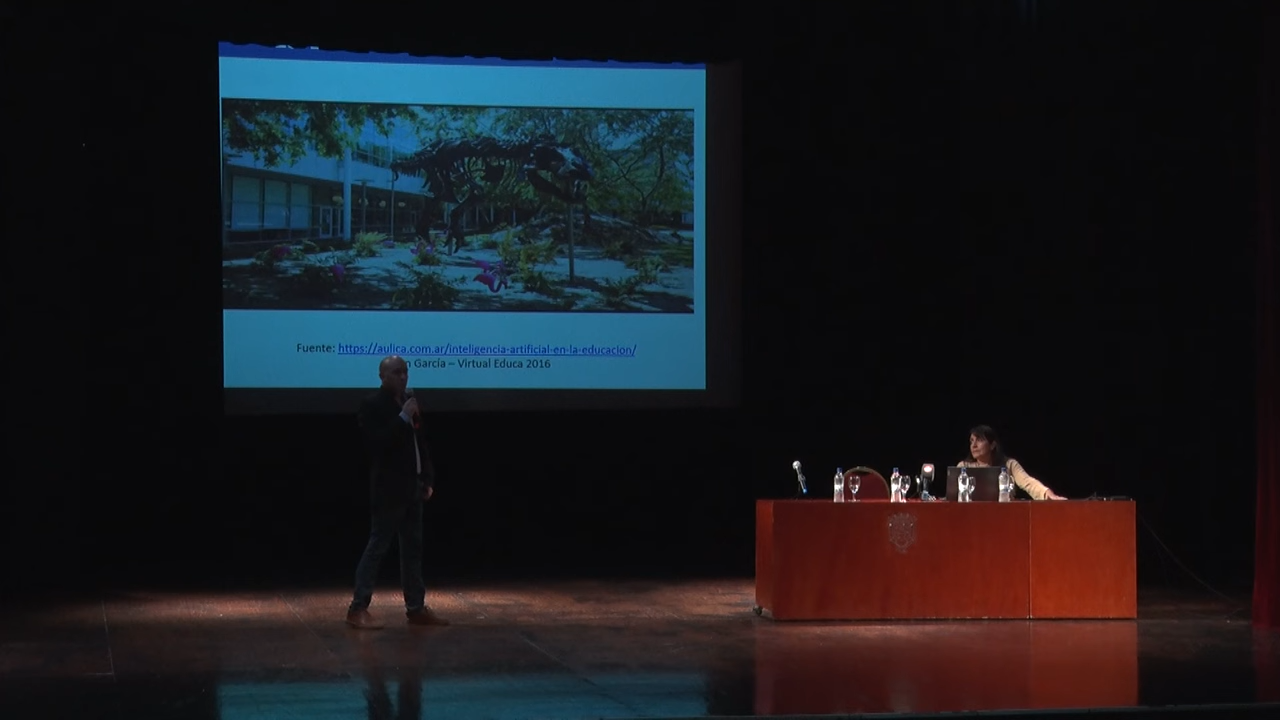 Fuente: https://aulica.com.ar/inteligencia-artificial-en-la-educacion/
García – Virtual Educa 2016